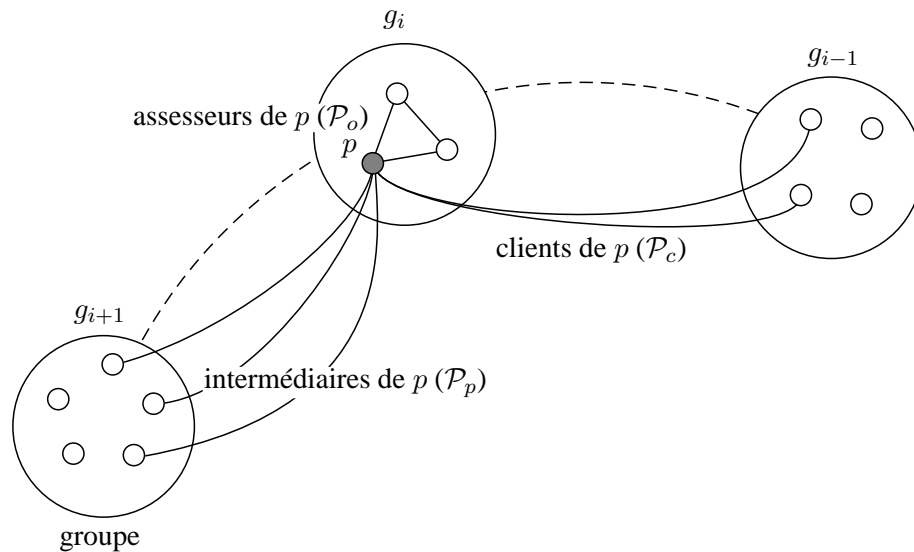 g_i
g_{i−1}
assesseurs de p (𝒫_o)
p
clients de p (𝒫_c)
g_{i+1}
intermédiaires de p (𝒫_p)
groupe